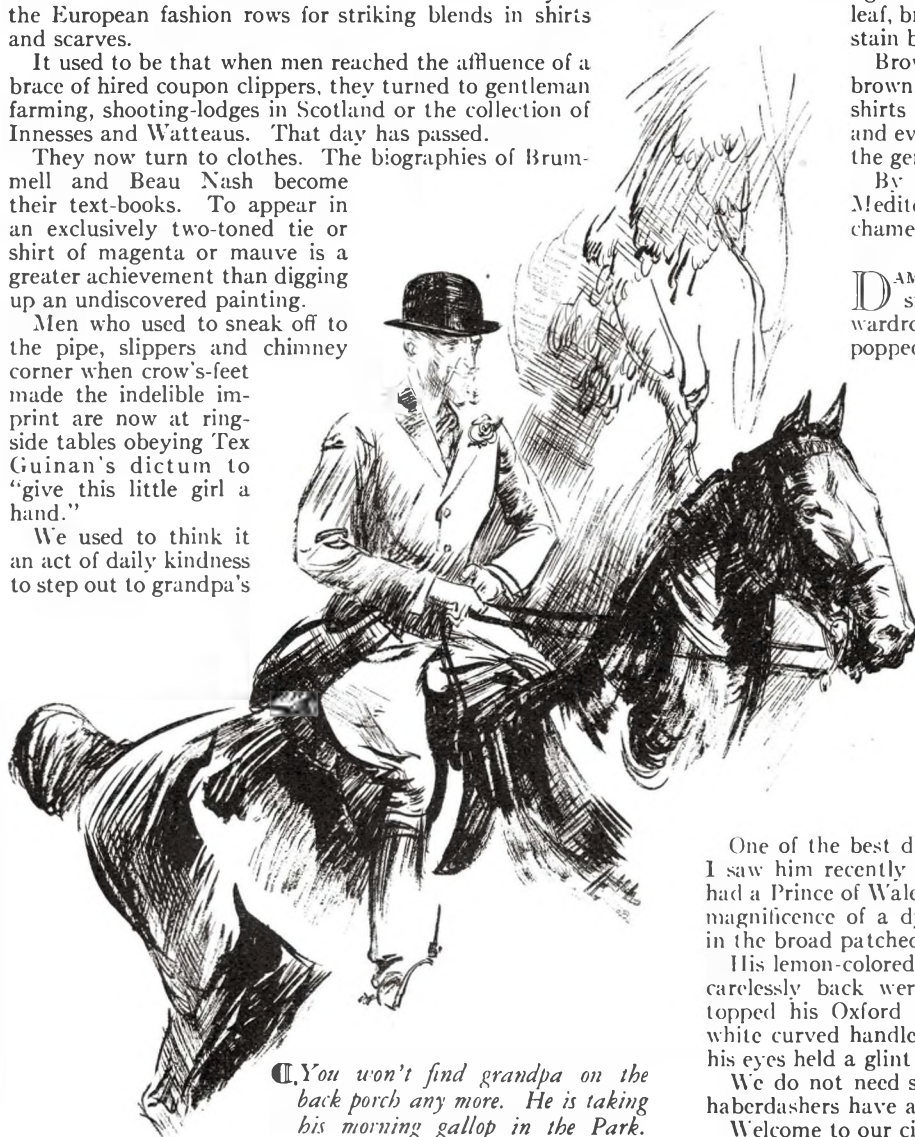 the European fashion rows for striking blends in shirts
and scarves.
It used to be that when men reached the affluence of a
brace of hired coupon clippers, they turned to gentleman
farming, shooting-lodges in Scotland or the collection of
Innesses and Watteaus. That day has passed.
They now turn to clothes. The biographies of Brum-
mell and Beau Nash become
their text-books. To appear in
an exclusively two-toned tie or
shirt of magenta or mauve is a
greater achievement than digging
up an undiscovered painting.
Men who used to sneak off to
the pipe, slippers and chimney
corner when crow's-feet
made the indelible im-
print are now at ring-
side tables obeying Tex
Guinan's dictum to
"give this little girl a
hand."
We used to think it
an act of daily kindness
to step out to grandpa's
You won't find grandpa on the
back porch any more. He is taking
his morning gallop in the Park.
leaf, br
stain b
Brow
brown
shirts
and ev
the ger
By
Medite
chame
DAM
s
wardro
popped
One of the best d
I saw him recently
had a Prince of Wale
magnificence of a dy
in the broad patched
His lemon-colored
carelessly back wer
topped his Oxford
white curved handle
his eyes held a glint
We do not need s
haberdashers have a
Welcome to our ci